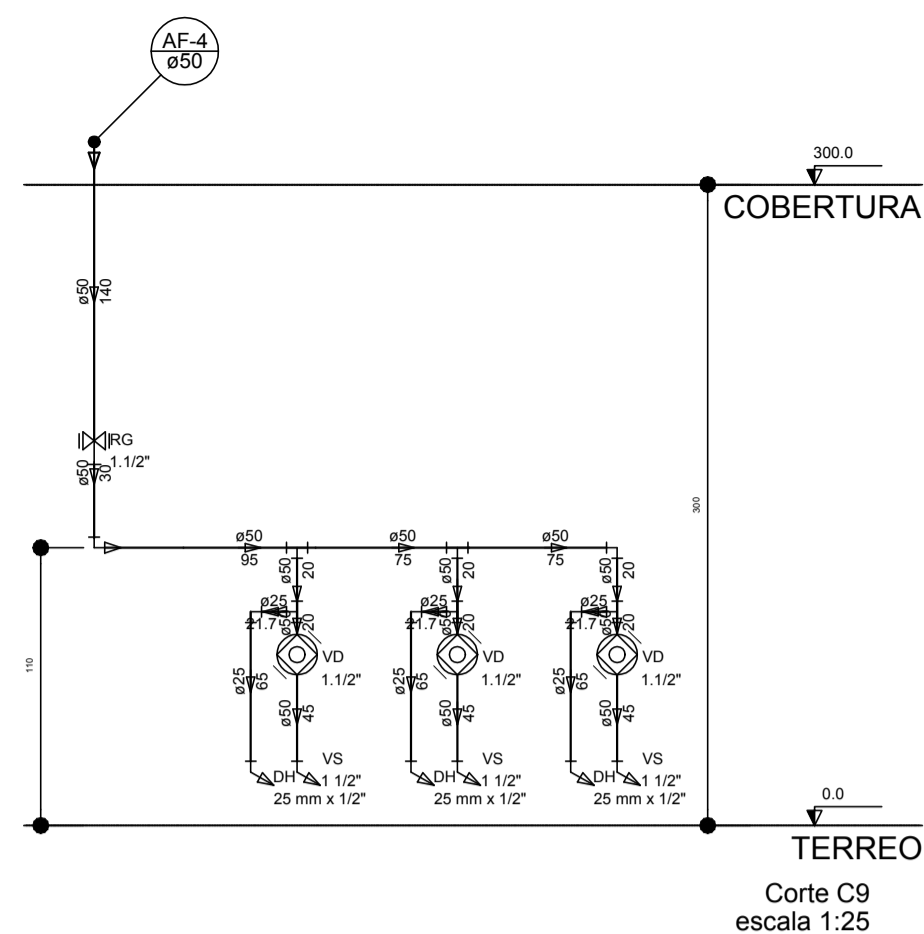 AF-4
ø50
300.0
COBERTURA
ø50
140
RG
1.1/2"
ø50
30
300
ø50
95
ø50
75
ø50
75
ø50
20
ø50
20
ø50
20
ø25
21.7
ø50
20
ø25
21.7
ø50
20
ø25
21.7
ø50
20
110
VD
1.1/2"
VD
1.1/2"
VD
1.1/2"
ø25
65
ø25
65
ø25
65
ø50
45
ø50
45
ø50
45
VS
VS
VS
DH
1 1/2"
DH
1 1/2"
DH
1 1/2"
25 mm x 1/2"
25 mm x 1/2"
25 mm x 1/2"
0.0
TERREO
Corte C9
escala 1:25